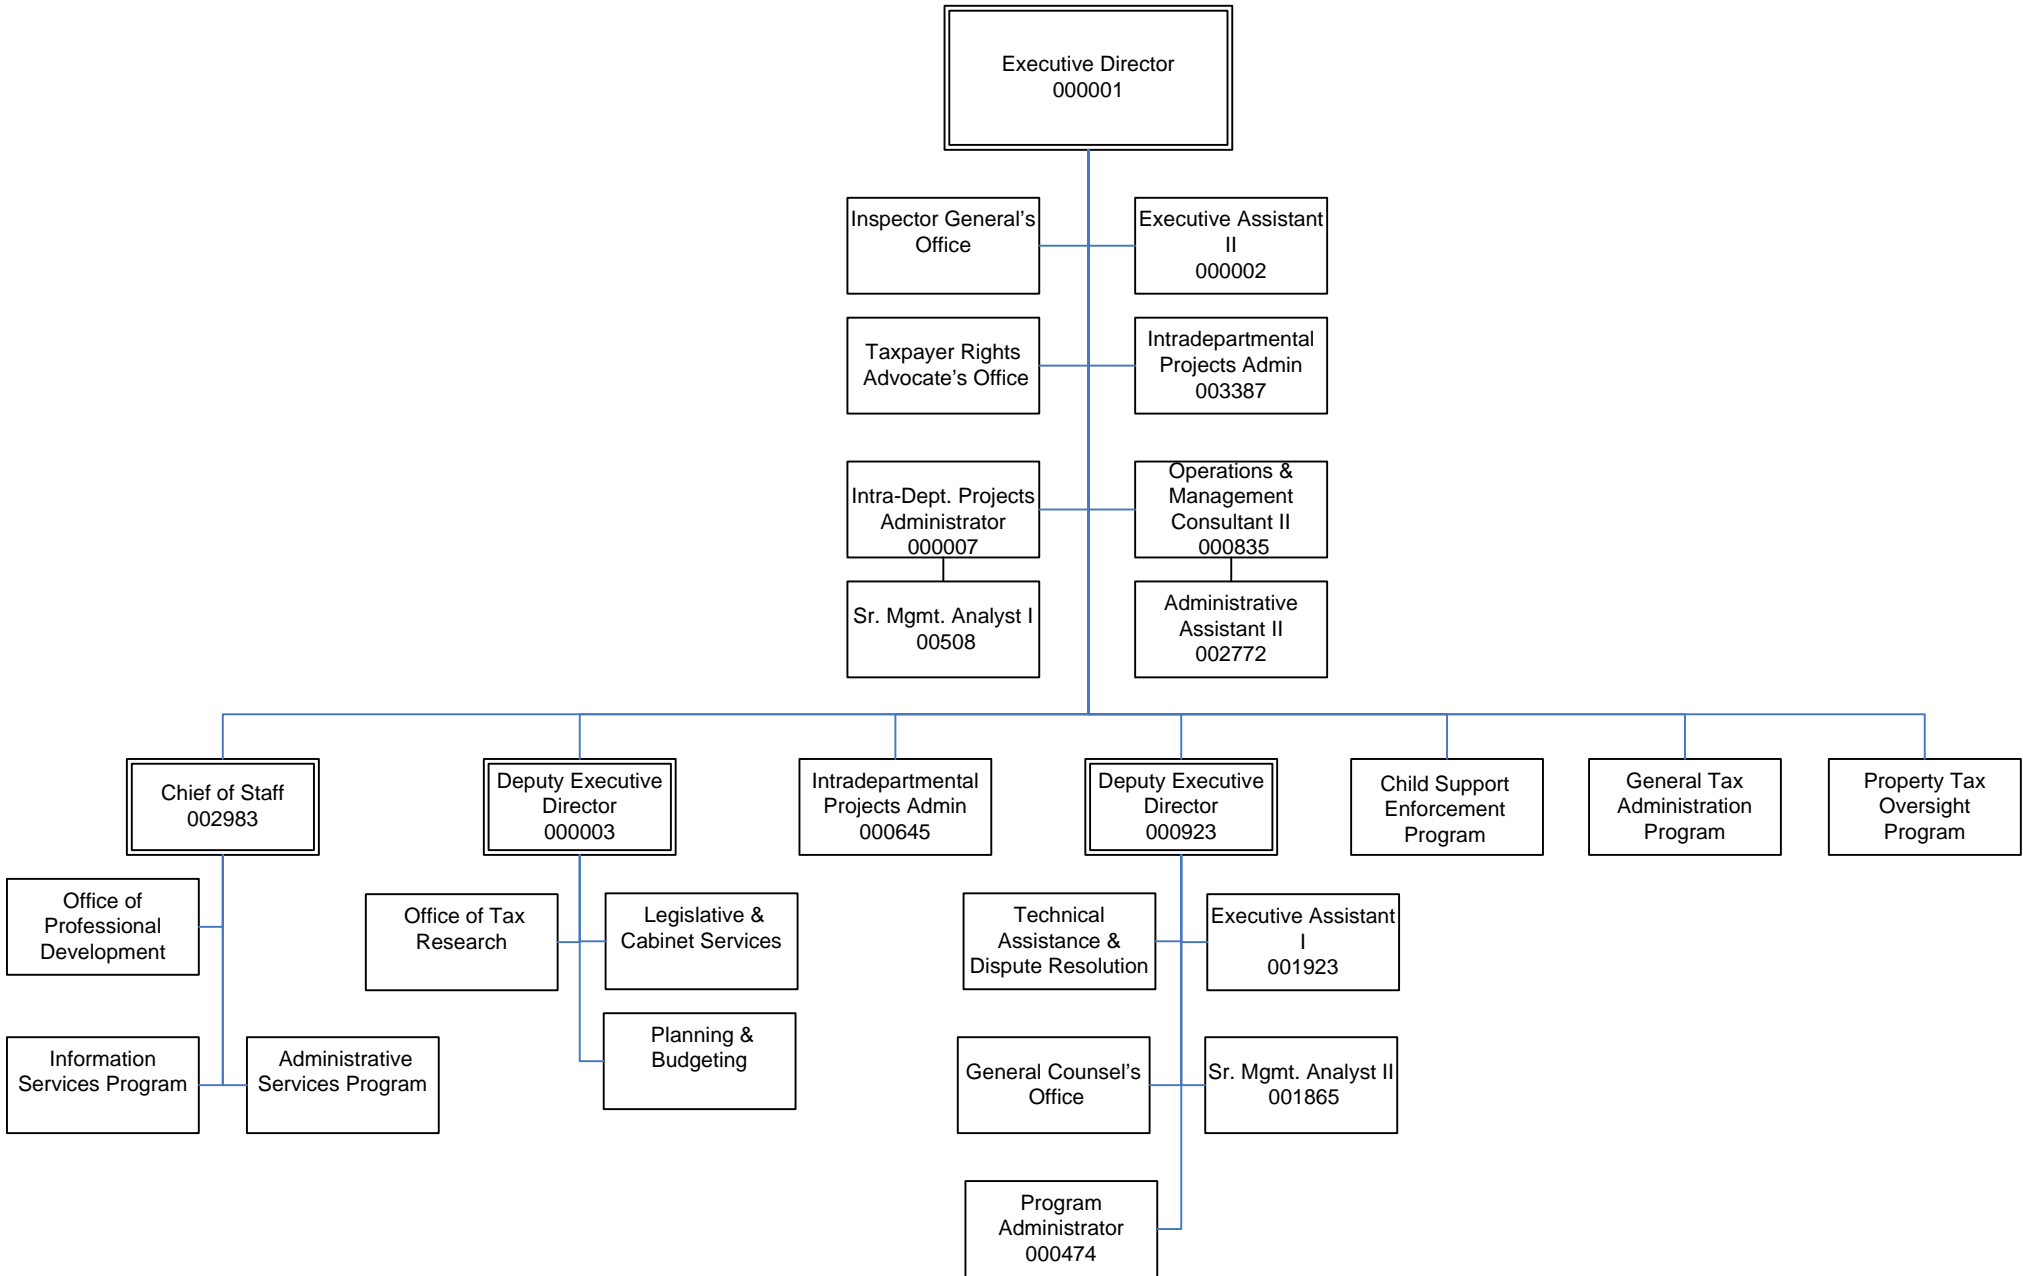 Executive Director
000001
Inspector General's
Office
Executive Assistant
II
000002
Taxpayer Rights
Advocate's Office
Intradepartmental
Projects Admin
003387
Intra-Dept. Projects
Administrator
000007
Operations &
Management
Consultant II
000835
Sr. Mgmt. Analyst I
00508
Administrative
Assistant II
002772
Chief of Staff
002983
Deputy Executive
Director
000003
Intradepartmental
Projects Admin
000645
Deputy Executive
Director
000923
Child Support
Enforcement
Program
General Tax
Administration
Program
Property Tax
Oversight
Program
Office of
Professional
Development
Office of Tax
Research
Legislative &
Cabinet Services
Technical
Assistance &
Dispute Resolution
Executive Assistant
I
001923
Information
Services Program
Administrative
Services Program
Planning &
Budgeting
General Counsel's
Office
Sr. Mgmt. Analyst II
001865
Program
Administrator
000474